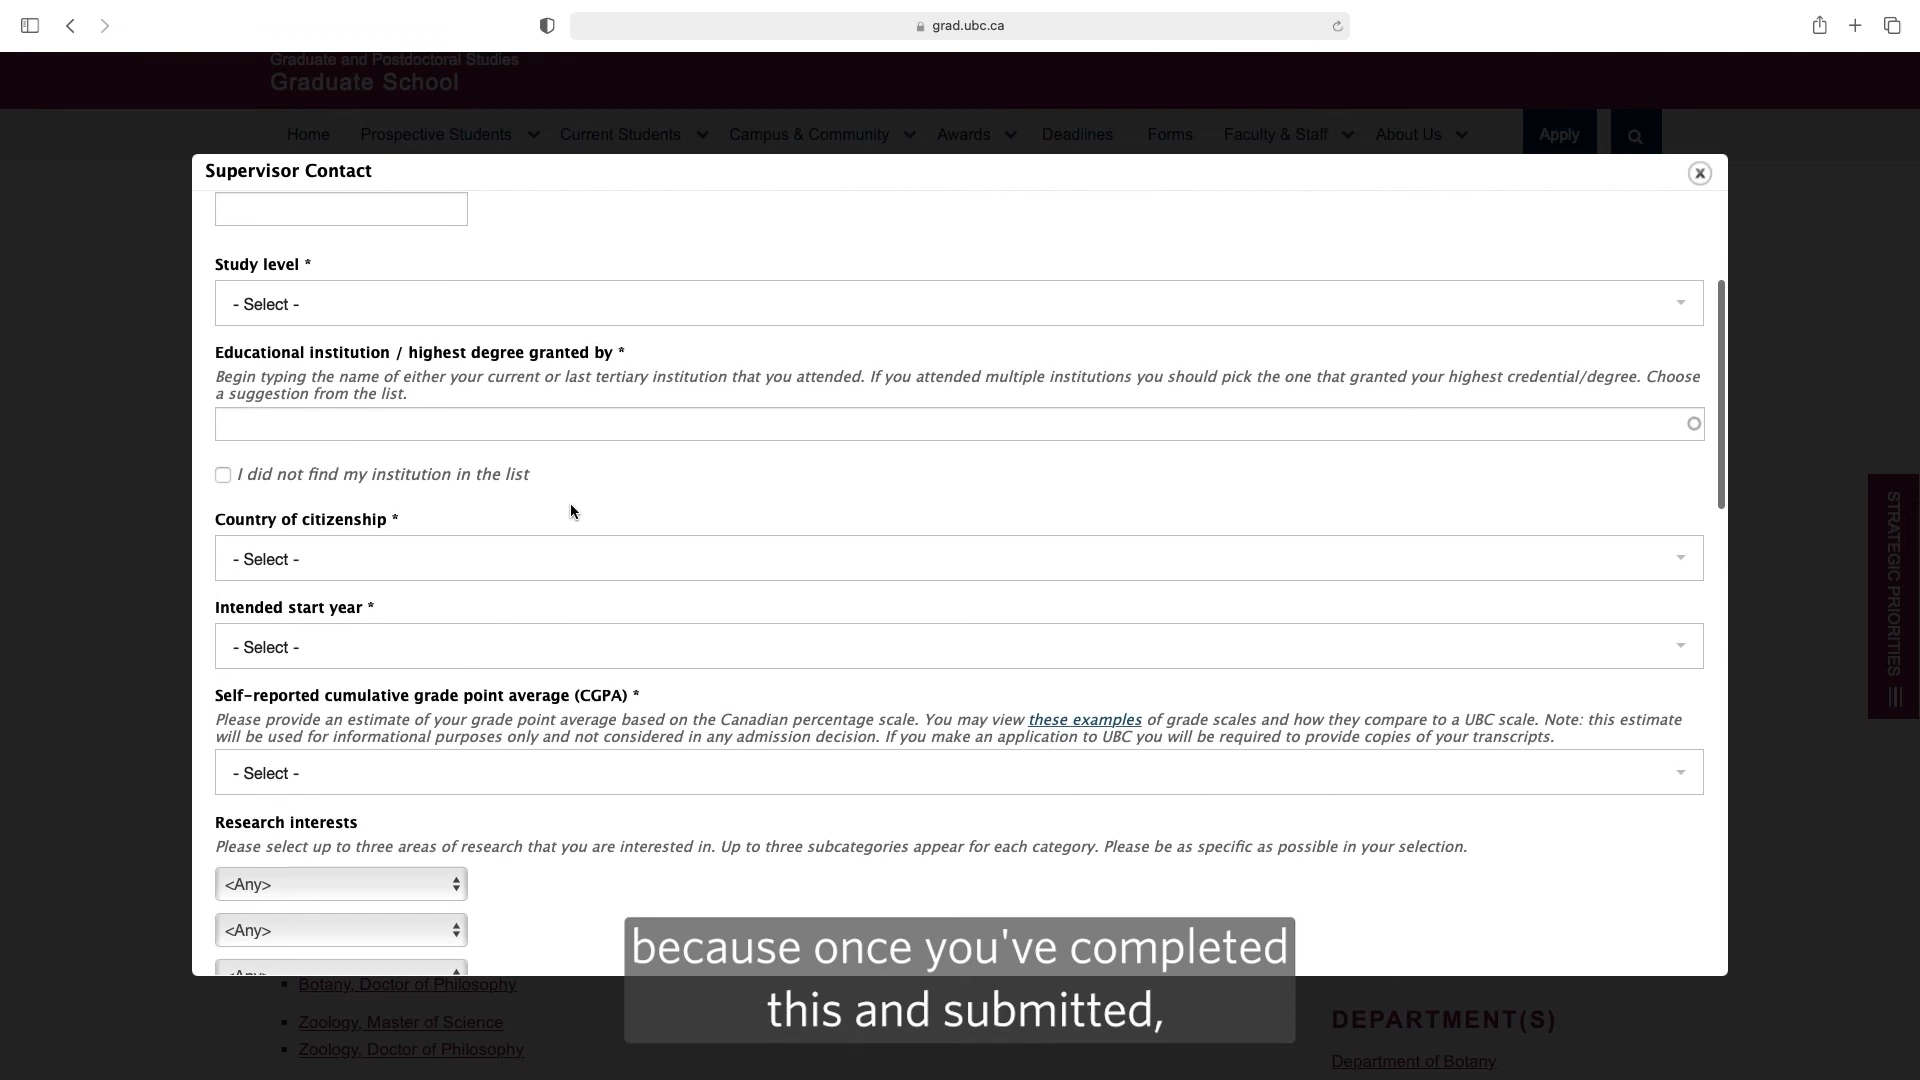 grad.ubc.ca
Graduate and Postdoctoral Studies
Graduate School
Home Prospective Students Current Students Campus & Community Awards Deadlines Forms Faculty & Staff About Us Apply
Supervisor Contact
Study level *
- Select -
Educational institution / highest degree granted by *
Begin typing the name of either your current or last tertiary institution that you attended. If you attended multiple institutions you should pick the one that granted your highest credential/degree. Choose
a suggestion from the list.
I did not find my institution in the list
Country of citizenship *
- Select -
Intended start year *
- Select -
Self-reported cumulative grade point average (CGPA) *
Please provide an estimate of your grade point average based on the Canadian percentage scale. You may view these examples of grade scales and how they compare to a UBC scale. Note: this estimate
will be used for informational purposes only and not considered in any admission decision. If you make an application to UBC you will be required to provide copies of your transcripts.
- Select -
Research interests
Please select up to three areas of research that you are interested in. Up to three subcategories appear for each category. Please be as specific as possible in your selection.
<Any>
<Any>
<Any>
STRATEGIC PRIORITIES
Botany, Doctor of Philosophy
Zoology, Master of Science
Zoology, Doctor of Philosophy
DEPARTMENT(S)
Department of Botany
because once you've completed
this and submitted,